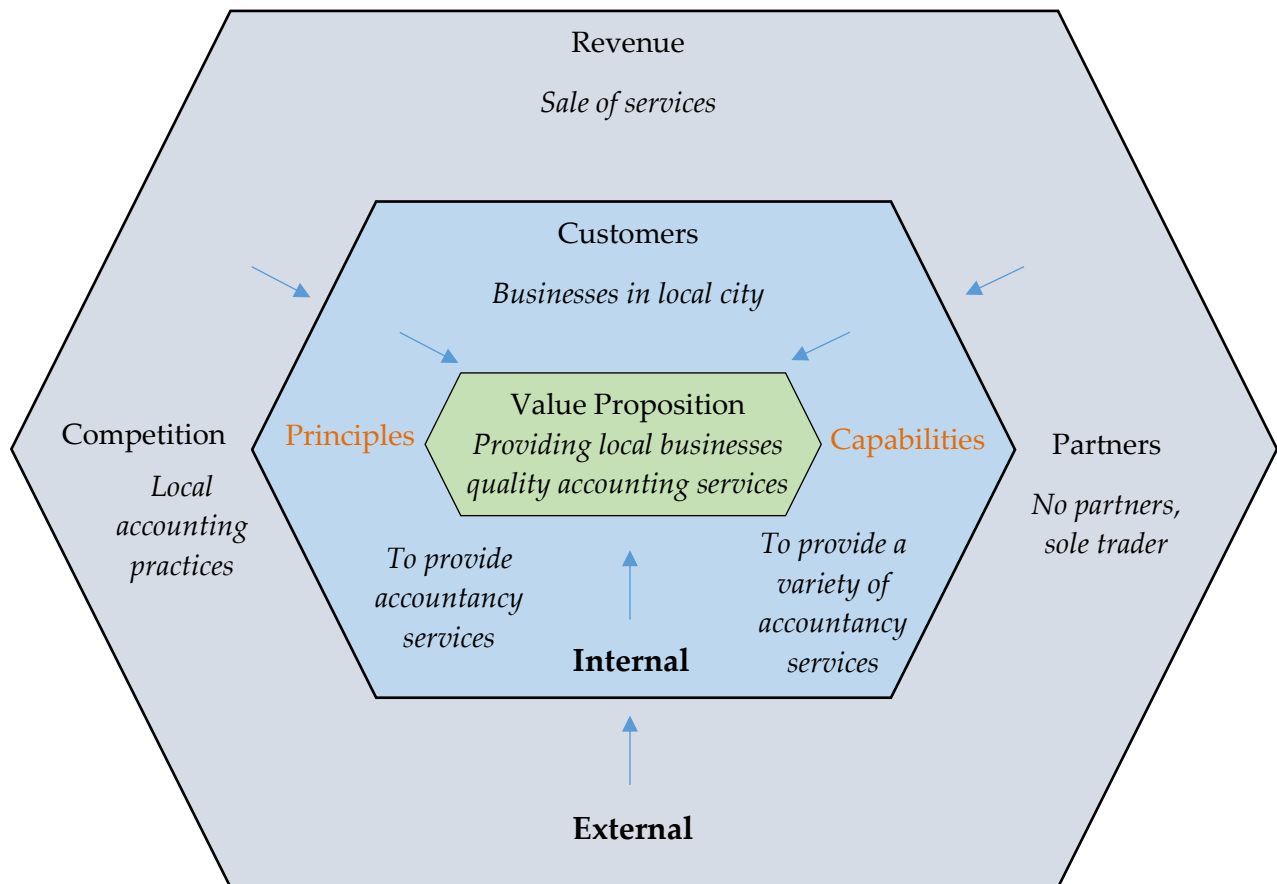 Revenue
Sale of services
Customers
Businesses in local city
Value Proposition
Providing local businesses
quality accounting services
Competition
Local
accounting
practices
Principles
To provide
accountancy
services
Capabilities
To provide a
variety of
accountancy
services
Partners
No partners,
sole trader
Internal
External